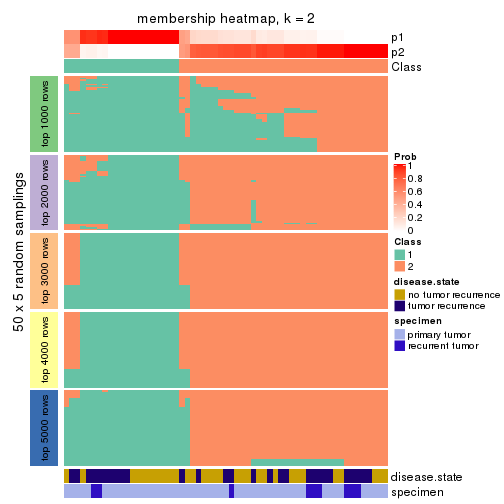 membership heatmap, k = 2
p1
p2
Class
50 x 5 random samplings
top 1000 rows
top 2000 rows
top 3000 rows
top 4000 rows
top 5000 rows
Prob
1
0.8
0.6
0.4
0.2
0
Class
1
2
disease.state
no tumor recurrence
tumor recurrence
specimen
primary tumor
recurrent tumor
disease.state
specimen